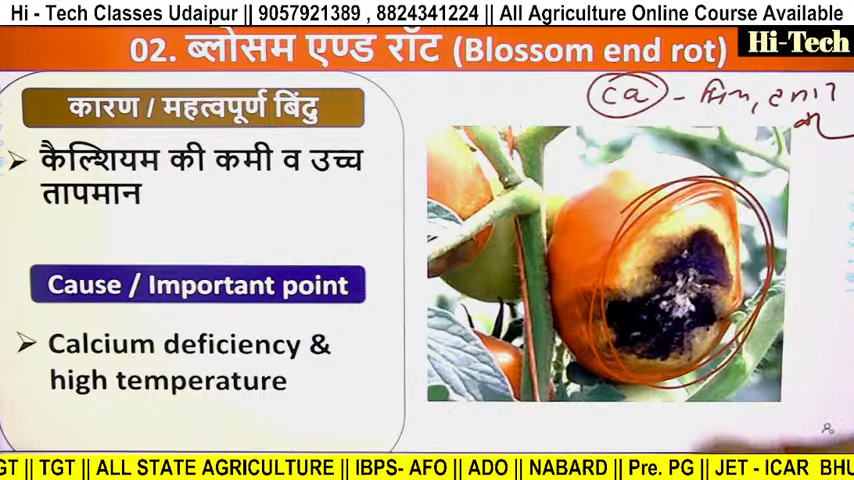 Hi - Tech Classes Udaipur || 9057921389 , 8824341224 || All Agriculture Online Course Available
02. ब्लोसम एण्ड रॉट (Blossom end rot)
Hi-Tech
कारण / महत्वपूर्ण बिंदु
Ca -
➤ कैल्शियम की कमी व उच्च
तापमान
Cause / Important point
➤ Calcium deficiency &
high temperature
GT || TGT || ALL STATE AGRICULTURE || IBPS- AFO || ADO || NABARD || Pre. PG || JET - ICAR BHU